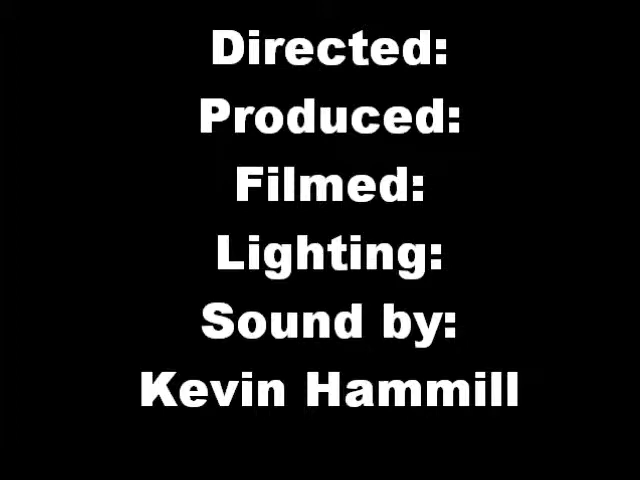 Directed:
Produced:
Filmed:
Lighting:
Sound by:
Kevin Hammill